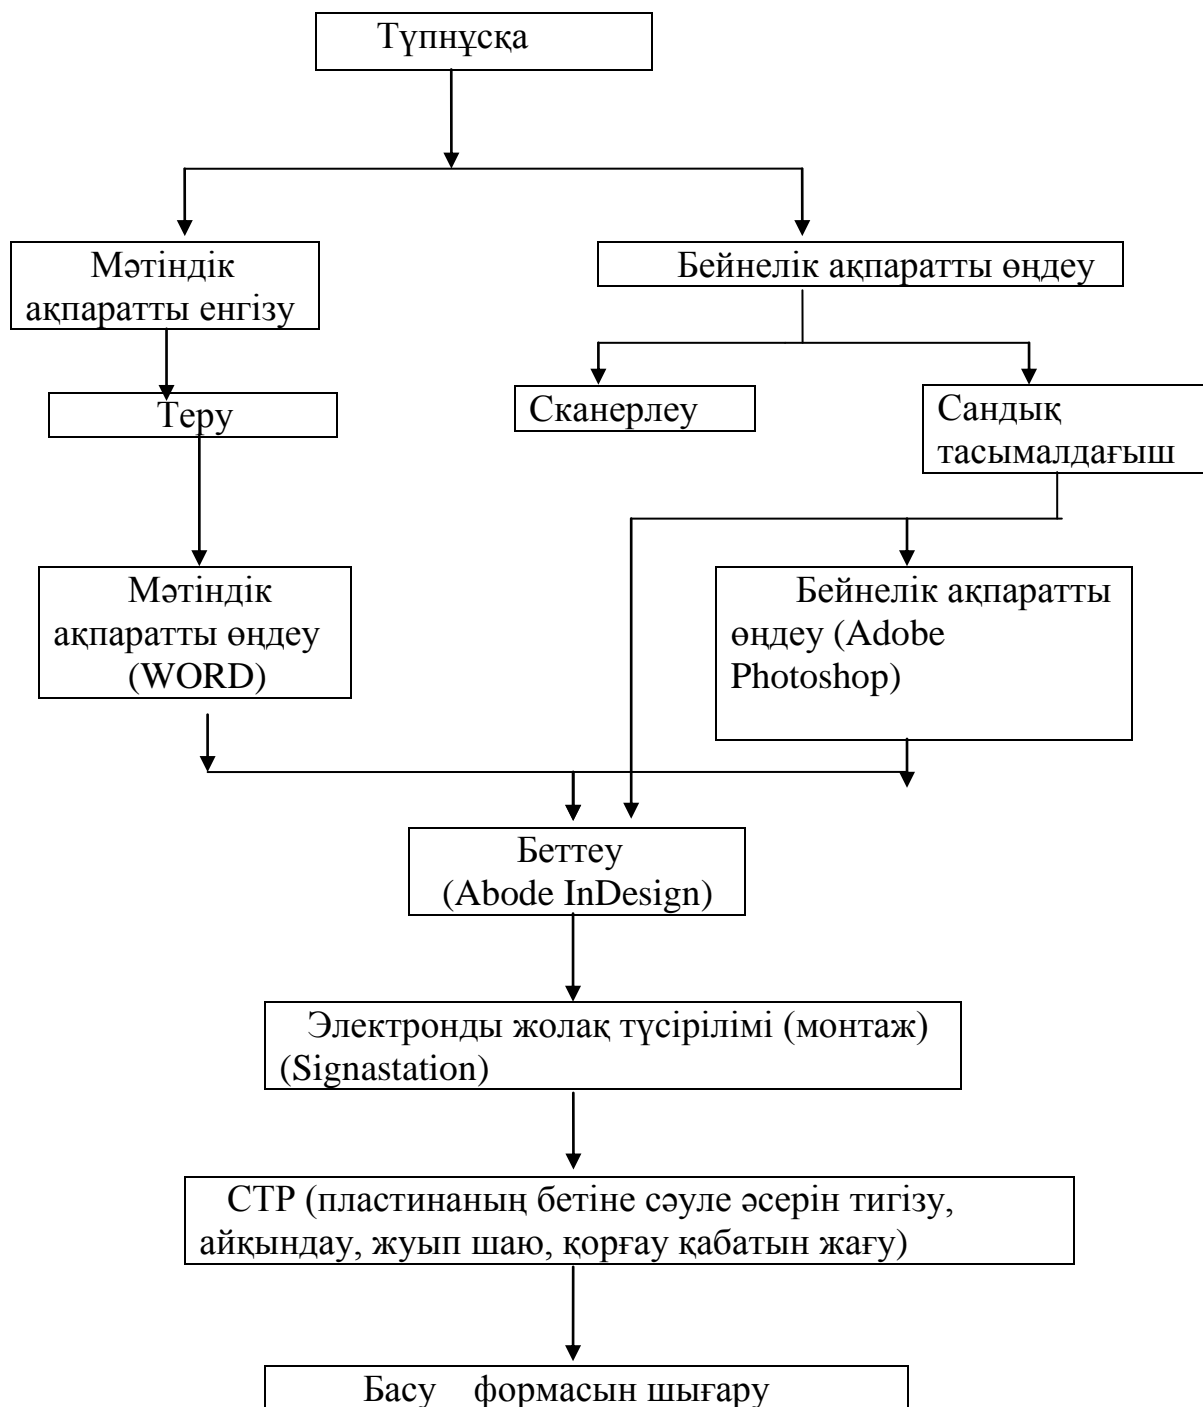 Түпнұсқа
Мәтіндік
ақпаратты енгізу
Бейнелік ақпаратты өңдеу
Теру
Сканерлеу
Сандық
тасымалдағыш
Мәтіндік
ақпаратты өңдеу
(WORD)
Бейнелік ақпаратты
өңдеу (Adobe
Photoshop)
Беттеу
(Abode InDesign)
Электронды жолақ түсірілімі (монтаж)
(Signastation)
СТР (пластинаның бетіне сәуле әсерін тигізу,
айқындау, жуып шаю, қорғау қабатын жағу)
Басу формасын шығару